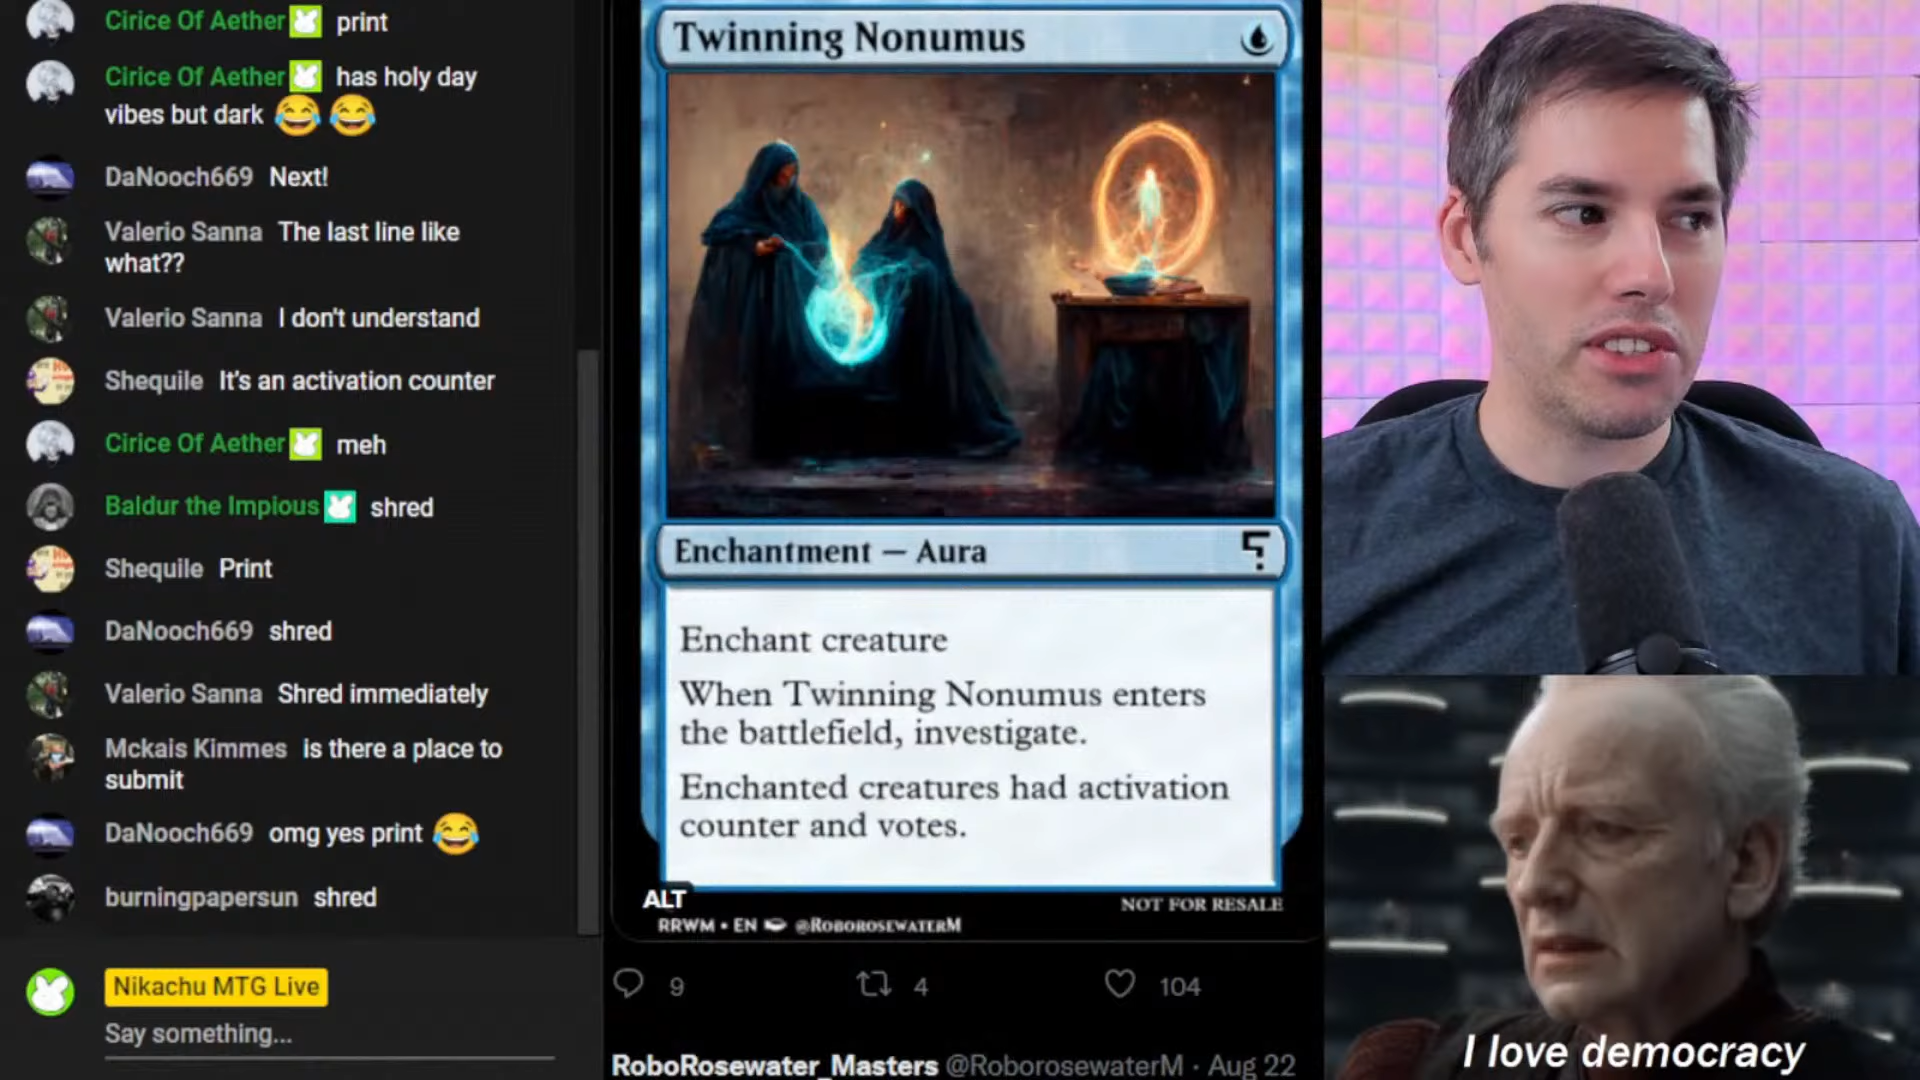 Cirice Of Aether print
Cirice Of Aether has holy day
vibes but dark 😂 😂
DaNooch669 Next!
Valerio Sanna The last line like
what??
Valerio Sanna I don't understand
Shequile It's an activation counter
Cirice Of Aether meh
Baldur the Impious shred
Shequile Print
DaNooch669 shred
Valerio Sanna Shred immediately
Mckais Kimmes is there a place to
submit
DaNooch669 omg yes print 😂
burningpapersun shred
Nikachu MTG Live
Say something...
Twinning Nonumus
Enchantment — Aura
Enchant creature
When Twinning Nonumus enters
the battlefield, investigate.
Enchanted creatures had activation
counter and votes.
ALT
NOT FOR RESALE
RRWM • EN @RoborosewaterM
9 4 104
RoboRosewater_Masters @RoborosewaterM · Aug 22
I love democracy